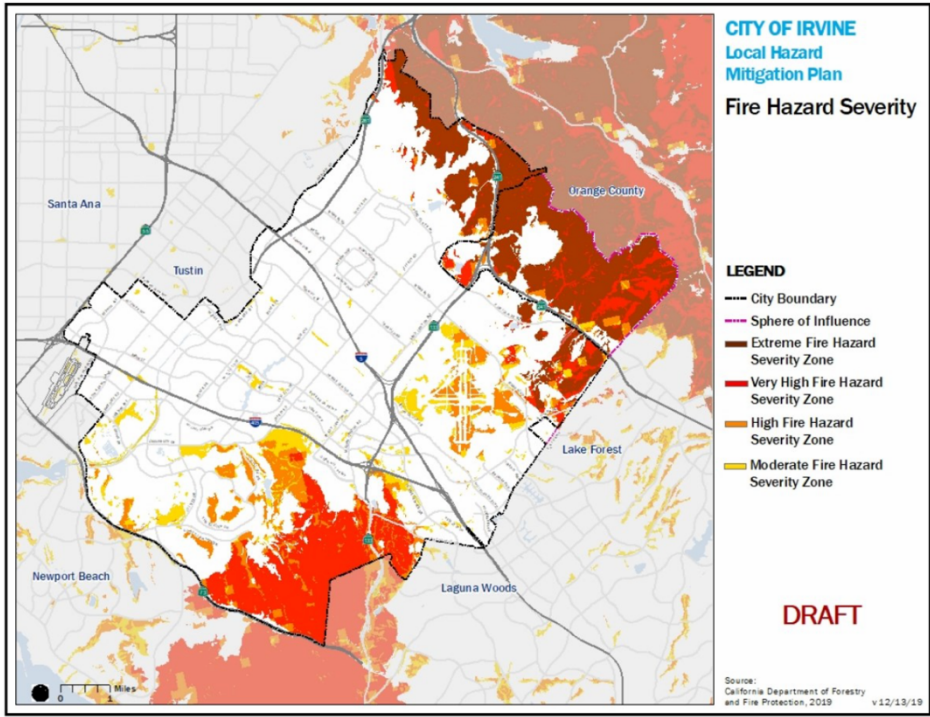 CITY OF IRVINE
Local Hazard
Mitigation Plan
Fire Hazard Severity
Orange County
Santa Ana
Tustin
Lake Forest
Newport Beach
Laguna Woods
LEGEND
City Boundary
Sphere of Influence
Extreme Fire Hazard
Severity Zone
Very High Fire Hazard
Severity Zone
High Fire Hazard
Severity Zone
Moderate Fire Hazard
Severity Zone
DRAFT
0 1 Miles
Source:
California Department of Forestry
and Fire Protection, 2019 v12/13/19